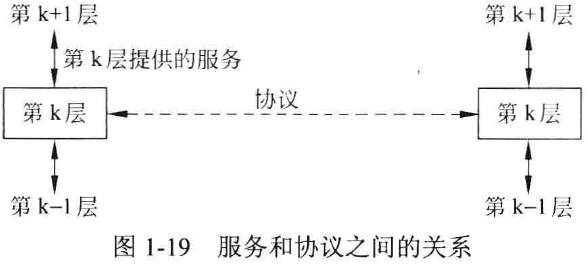 第 k+1 层
第 k+1 层
第 k 层提供的服务
第 k 层
协议
第 k 层
第 k−1 层
第 k−1 层
图 1-19 服务和协议之间的关系